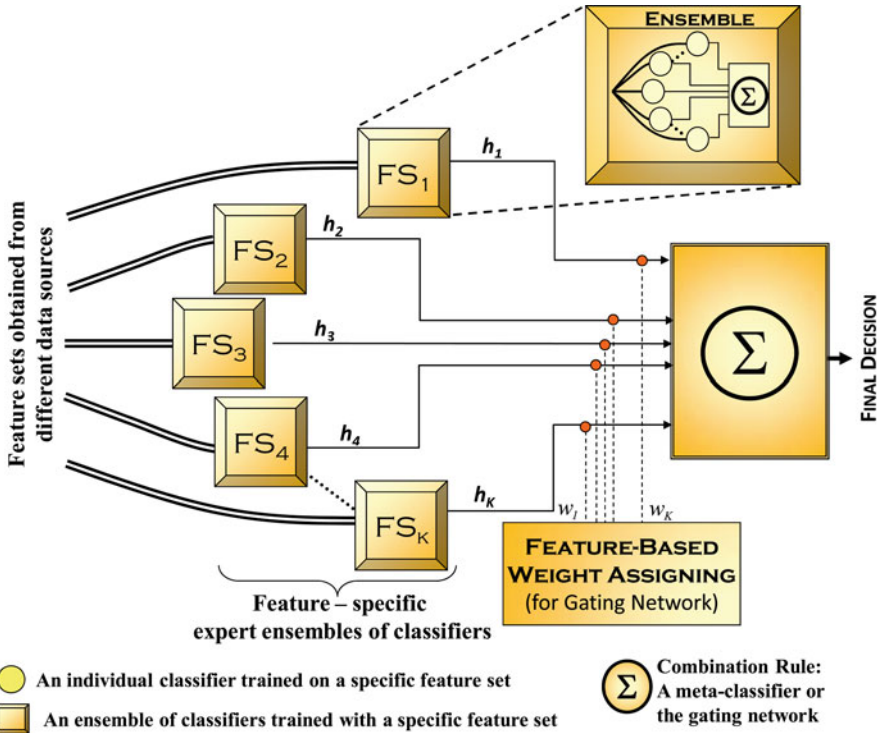 ENSEMBLE
Σ
Feature sets obtained from
different data sources
FS1
h1
FS2
h2
FS3
h3
FS4
h4
FSK
hK
Σ
FINAL DECISION
wI
wK
FEATURE-BASED
WEIGHT ASSIGNING
(for Gating Network)
Feature – specific
expert ensembles of classifiers
An individual classifier trained on a specific feature set
An ensemble of classifiers trained with a specific feature set
Σ
Combination Rule:
A meta-classifier or
the gating network